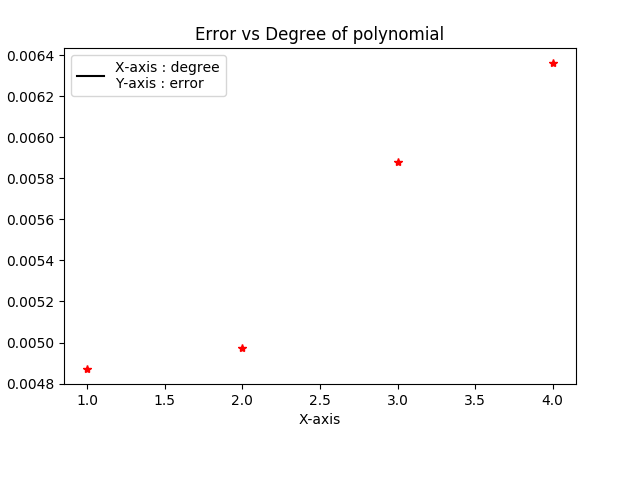 Error vs Degree of polynomial
X-axis : degree
Y-axis : error
0.0064
0.0062
0.0060
0.0058
0.0056
0.0054
0.0052
0.0050
0.0048
1.0 1.5 2.0 2.5 3.0 3.5 4.0
X-axis